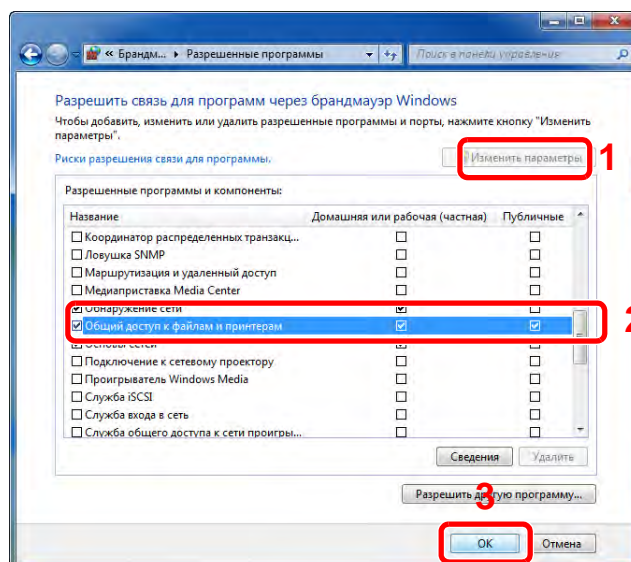 « Брандм... ▸ Разрешенные программы
Поиск в панели управления
Разрешить связь для программ через брандмауэр Windows
Чтобы добавить, изменить или удалить разрешенные программы и порты, нажмите кнопку "Изменить
параметры".
Риски разрешения связи для программы.
Изменить параметры
1
Разрешенные программы и компоненты:
Название Домашняя или рабочая (частная) Публичные
Координатор распределенных транзакц...
Ловушка SNMP
Маршрутизация и удаленный доступ
Медиаприставка Media Center
Обнаружение сети
Общий доступ к файлам и принтерам
2
Основы сетей
Подключение к сетевому проектору
Проигрыватель Windows Media
Служба iSCSI
Служба входа в сеть
Служба общего доступа к сети проигры...
Сведения Удалить
Разрешить другую программу...
3
ОК Отмена